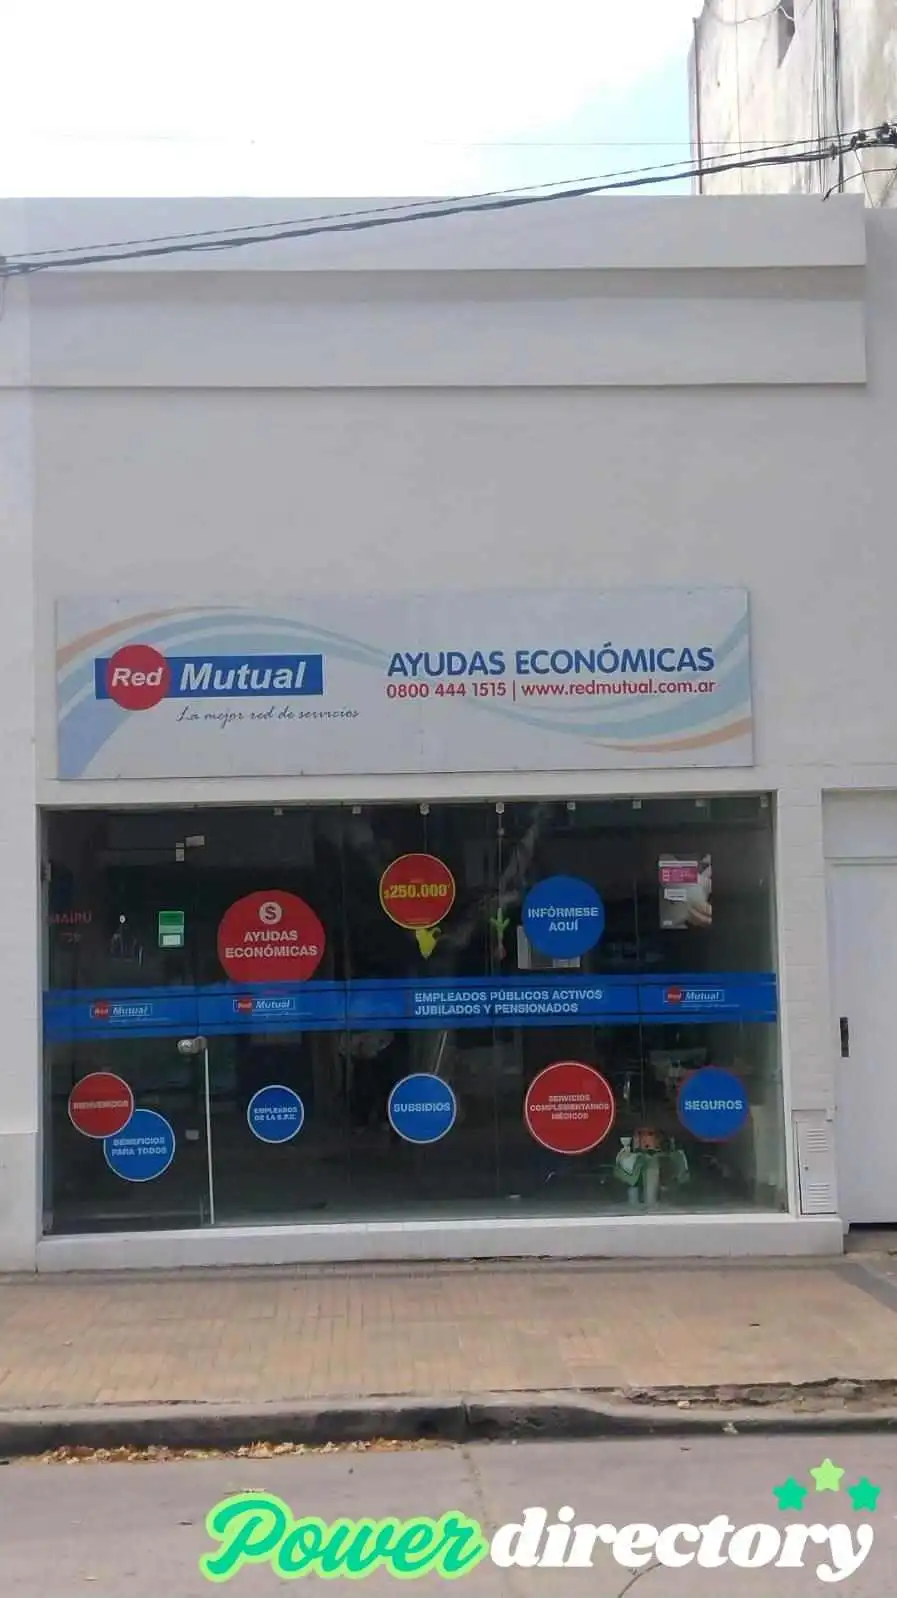 Red Mutual
La mejor red de servicios
AYUDAS ECONÓMICAS
0800 444 1515 | www.redmutual.com.ar
$250.000
S
AYUDAS
ECONÓMICAS
INFÓRMESE
AQUÍ
MAIPÚ
Red Mutual
Red Mutual
EMPLEADOS PÚBLICOS ACTIVOS
JUBILADOS Y PENSIONADOS
Red Mutual
BIENVENIDOS
BENEFICIOS
PARA TODOS
EMPLEADOS
DE LA
SUBSIDIOS
SERVICIOS
COMPLEMENTARIOS
MÉDICOS
SEGUROS
Power directory